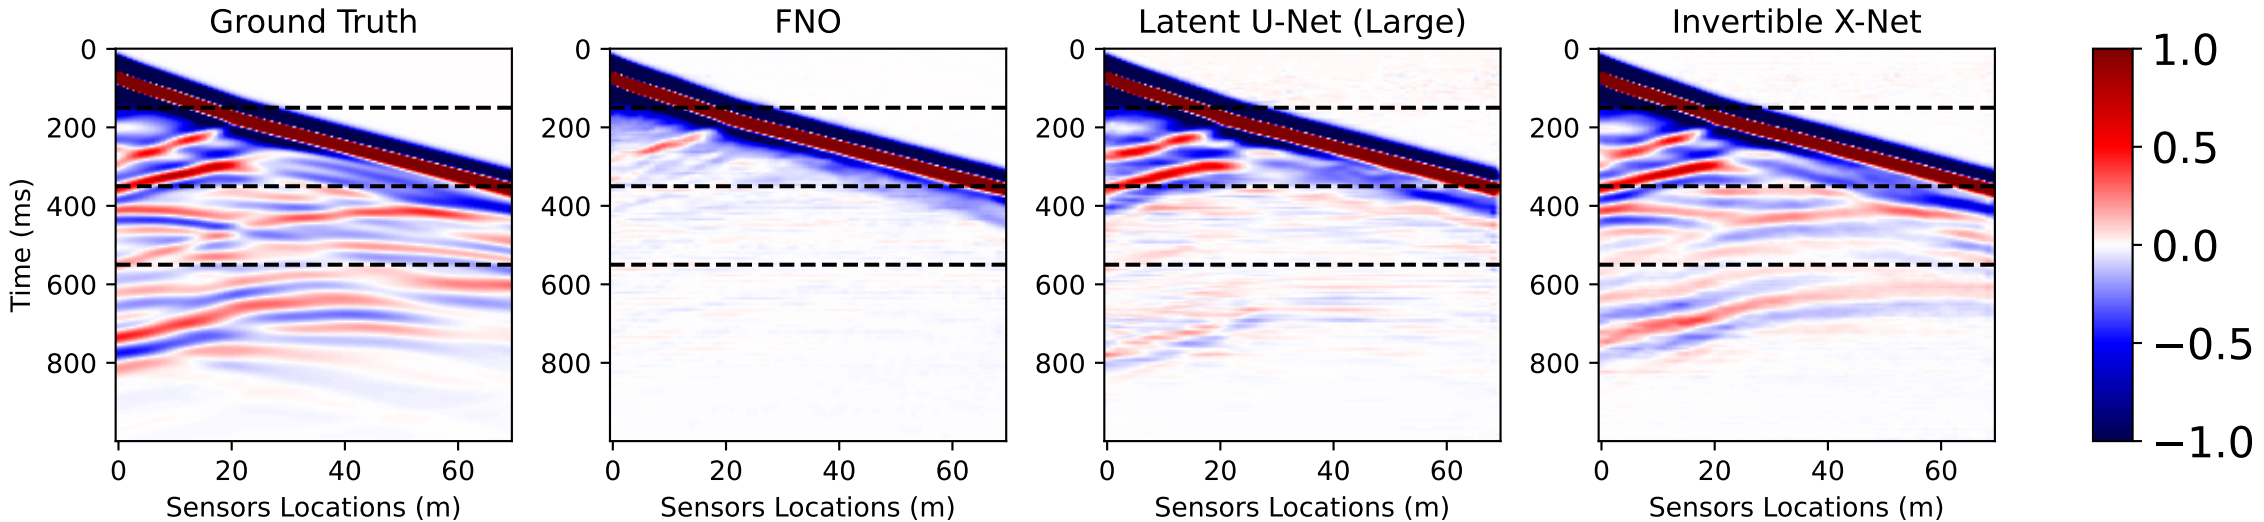 Ground Truth
FNO
Latent U-Net (Large)
Invertible X-Net
Time (ms)
0
200
400
600
800
0
200
400
600
800
0
200
400
600
800
0
200
400
600
800
1.0
0.5
0.0
−0.5
−1.0
0 20 40 60
0 20 40 60
0 20 40 60
0 20 40 60
Sensors Locations (m)
Sensors Locations (m)
Sensors Locations (m)
Sensors Locations (m)